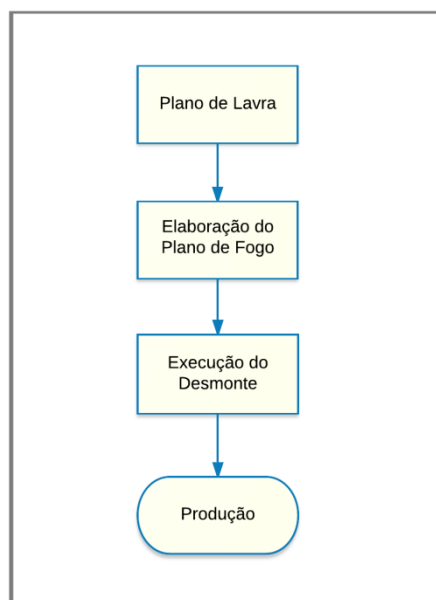 Plano de Lavra
Elaboração do
Plano de Fogo
Execução do
Desmonte
Produção